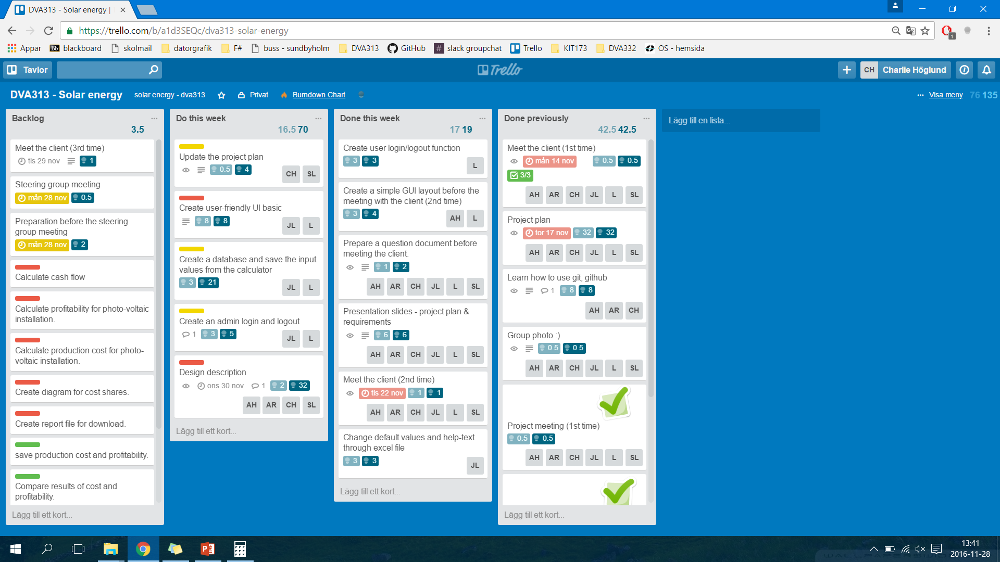 DVA313 - Solar energy | T
https://trello.com/b/a1d3SEQc/dva313-solar-energy
1
Appar
Bb blackboard
skolmail
datorgrafik
F#
buss - sundbyholm
DVA313
GitHub
# slack groupchat
Trello
KIT173
DVA332
OS - hemsida
Tavlor
Trello
CH Charlie Höglund
DVA313 - Solar energy
solar energy - dva313
Privat
Burndown Chart
Visa meny
76 135
Backlog
3.5
Meet the client (3rd time)
tis 29 nov 1
Steering group meeting
mån 28 nov 0.5
Preparation before the steering
group meeting
mån 28 nov 2
Calculate cash flow
Calculate profitability for photo-voltaic
installation.
Calculate production cost for photo-
voltaic installation.
Create diagram for cost shares.
Create report file for download.
save production cost and profitability.
Compare results of cost and
profitability.
Lägg till ett kort...
Do this week
16.5 70
Update the project plan
0.5 4
CH SL
Create user-friendly UI basic
8 8
JL L
Create a database and save the input
values from the calculator
3 21
JL L
Create an admin login and logout
1 3 5
JL L
Design description
ons 30 nov 1 2 32
AH AR CH SL
Lägg till ett kort...
Done this week
17 19
Create user login/logout function
3 3
L
Create a simple GUI layout before the
meeting with the client (2nd time)
3 4
AH L
Prepare a question document before
meeting the client.
1 2
AH AR CH JL L SL
Presentation slides - project plan &
requirements
6 6
AH AR CH JL L SL
Meet the client (2nd time)
tis 22 nov 1 1
AH AR CH JL L SL
Change default values and help-text
through excel file
3 3
JL
Lägg till ett kort...
Done previously
42.5 42.5
Meet the client (1st time)
mån 14 nov 0.5 0.5
3/3
AH AR CH JL L SL
Project plan
tor 17 nov 32 32
AH AR CH JL L SL
Learn how to use git, github
1 8 8
AH AR CH
Group photo :)
0.5 0.5
AH AR CH JL L SL
Project meeting (1st time)
0.5 0.5
AH AR CH JL L SL
Lägg till ett kort...
Lägg till en lista...
13:41
2016-11-28